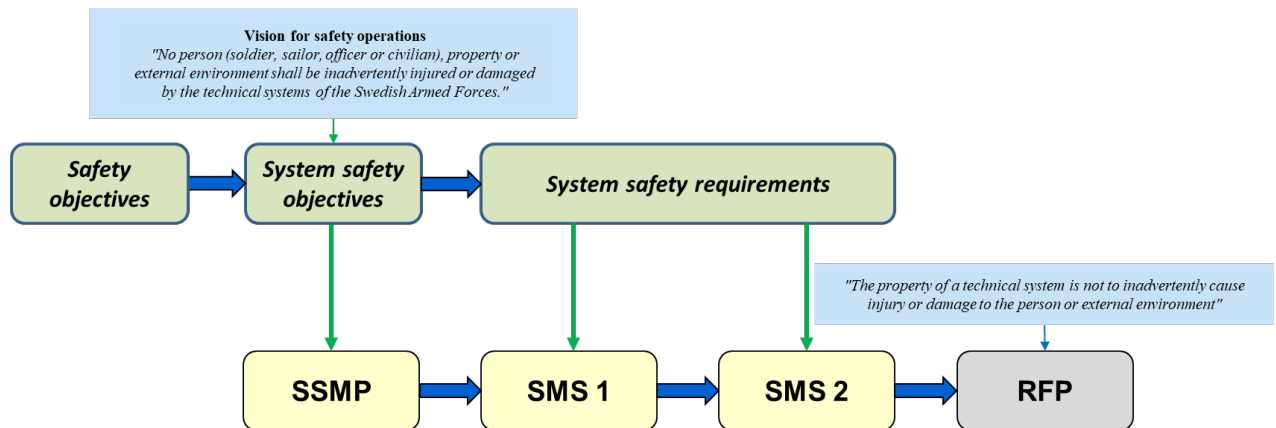 Vision for safety operations
"No person (soldier, sailor, officer or civilian), property or
external environment shall be inadvertently injured or damaged
by the technical systems of the Swedish Armed Forces."
Safety
objectives
System safety
objectives
System safety requirements
"The property of a technical system is not to inadvertently cause
injury or damage to the person or external environment"
SSMP
SMS 1
SMS 2
RFP